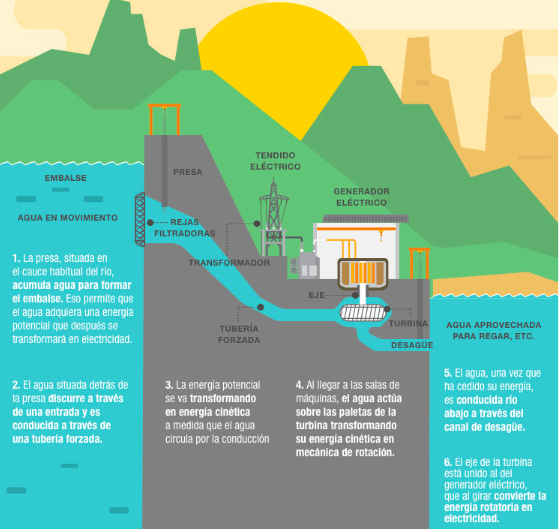 EMBALSE
AGUA EN MOVIMIENTO
PRESA
REJAS
FILTRADORAS
TENDIDO
ELÉCTRICO
TRANSFORMADOR
GENERADOR
ELÉCTRICO
EJE
TUBERÍA
FORZADA
TURBINA
DESAGÜE
AGUA APROVECHADA
PARA REGAR, ETC.
1. La presa, situada en
el cauce habitual del río,
acumula agua para formar
el embalse. Eso permite que
el agua adquiera una energía
potencial que después se
transformará en electricidad.
2. El agua situada detrás de
la presa discurre a través
de una entrada y es
conducida a través de
una tubería forzada.
3. La energía potencial
se va transformando
en energía cinética
a medida que el agua
circula por la conducción
4. Al llegar a las salas de
máquinas, el agua actúa
sobre las paletas de la
turbina transformando
su energía cinética en
mecánica de rotación.
5. El agua, una vez que
ha cedido su energía,
es conducida río
abajo a través del
canal de desagüe.
6. El eje de la turbina
está unido al del
generador eléctrico,
que al girar convierte la
energía rotatoria en
electricidad.